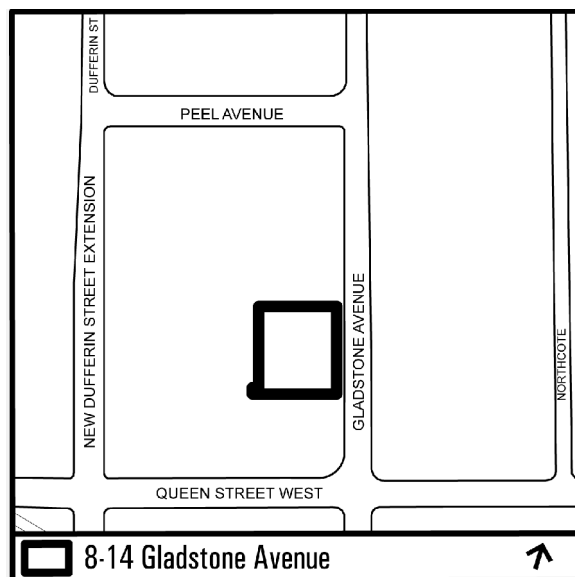 DUFFERIN ST
PEEL AVENUE
NEW DUFFERIN STREET EXTENSION
GLADSTONE AVENUE
NORTHCOTE
QUEEN STREET WEST
8-14 Gladstone Avenue